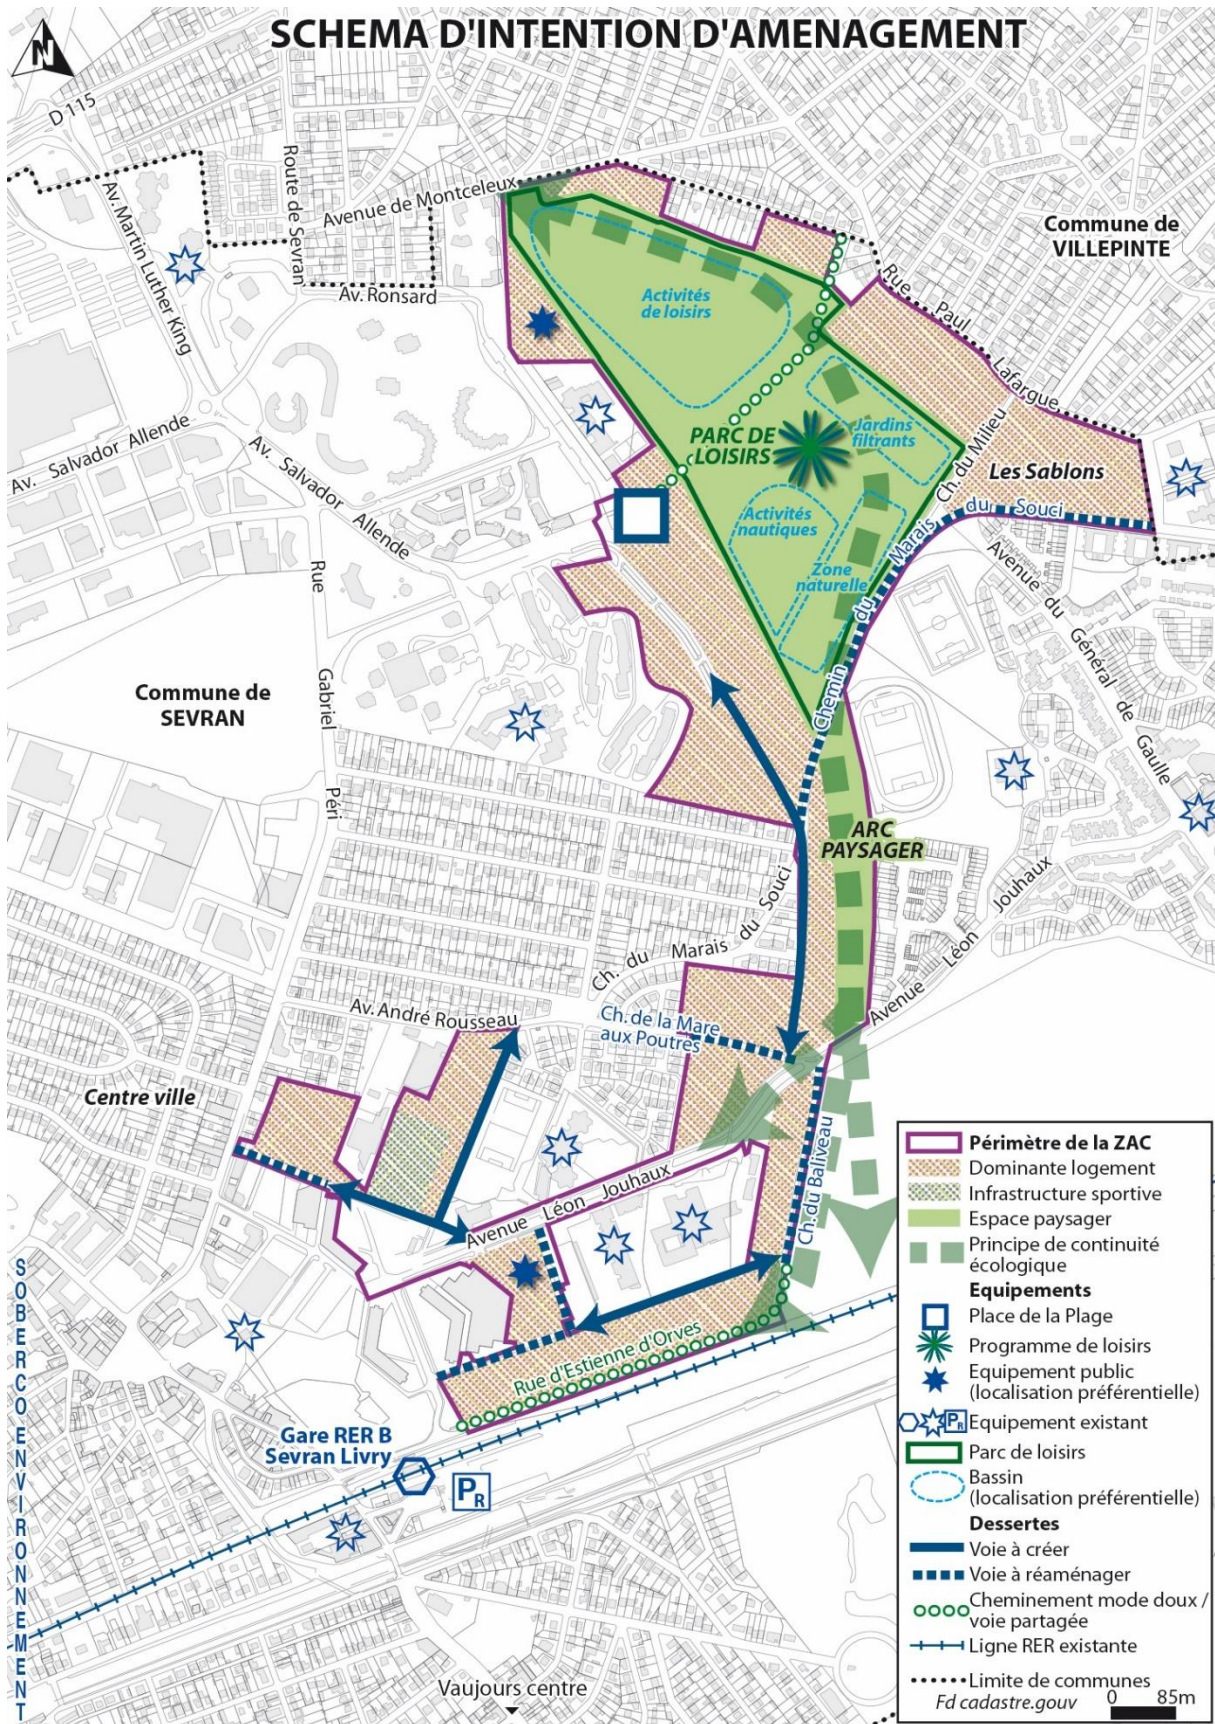 SCHEMA D'INTENTION D'AMENAGEMENT
N
D 115
Av. Martin Luther King
Route de Sevran
Avenue de Montceleux
Av. Ronsard
Commune de
VILLEPINTE
Rue Paul Lafargue
Activités
de loisirs
PARC DE
LOISIRS
Jardins
filtrants
Ch. du Milieu
Les Sablons
Activités
nautiques
Zone
naturelle
Chemin du Marais du Souci
Av. Salvador Allende
Av. Salvador Allende
Rue Gabriel Péri
Avenue du Général de Gaulle
Commune de
SEVRAN
ARC
PAYSAGER
Ch. du Marais du Souci
Avenue Léon Jouhaux
Av. André Rousseau
Ch. de la Mare
aux Poutres
Centre ville
Ch. du Baliveau
Avenue Léon Jouhaux
Rue d'Estienne d'Orves
Gare RER B
Sevran Livry
PR
Vaujours centre
SOBERCO ENVIRONNEMENT
Périmètre de la ZAC
Dominante logement
Infrastructure sportive
Espace paysager
Principe de continuité
écologique
Equipements
Place de la Plage
Programme de loisirs
Equipement public
(localisation préférentielle)
PR Equipement existant
Parc de loisirs
Bassin
(localisation préférentielle)
Dessertes
Voie à créer
Voie à réaménager
Cheminement mode doux /
voie partagée
Ligne RER existante
Limite de communes
Fd cadastre.gouv 0 85m